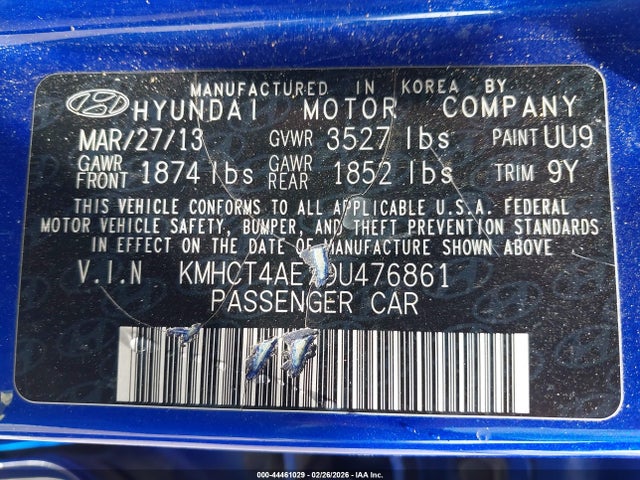 MANUFACTURED IN KOREA BY
HYUNDAI MOTOR COMPANY
MAR/27/13 GVWR 3527 lbs PAINT UU9
GAWR FRONT 1874 lbs GAWR REAR 1852 lbs TRIM 9Y
THIS VEHICLE CONFORMS TO ALL APPLICABLE U.S.A. FEDERAL
MOTOR VEHICLE SAFETY, BUMPER, AND THEFT PREVENTION STANDARDS
IN EFFECT ON THE DATE OF MANUFACTURE SHOWN ABOVE
V.I.N KMHCT4AE7DU476861
PASSENGER CAR
000-44461029 - 02/26/2026 - IAA Inc.